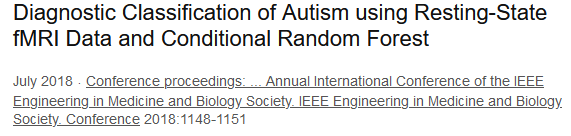 Diagnostic Classification of Autism using Resting-State
fMRI Data and Conditional Random Forest
July 2018 · Conference proceedings: ... Annual International Conference of the IEEE
Engineering in Medicine and Biology Society. IEEE Engineering in Medicine and Biology
Society. Conference 2018:1148-1151